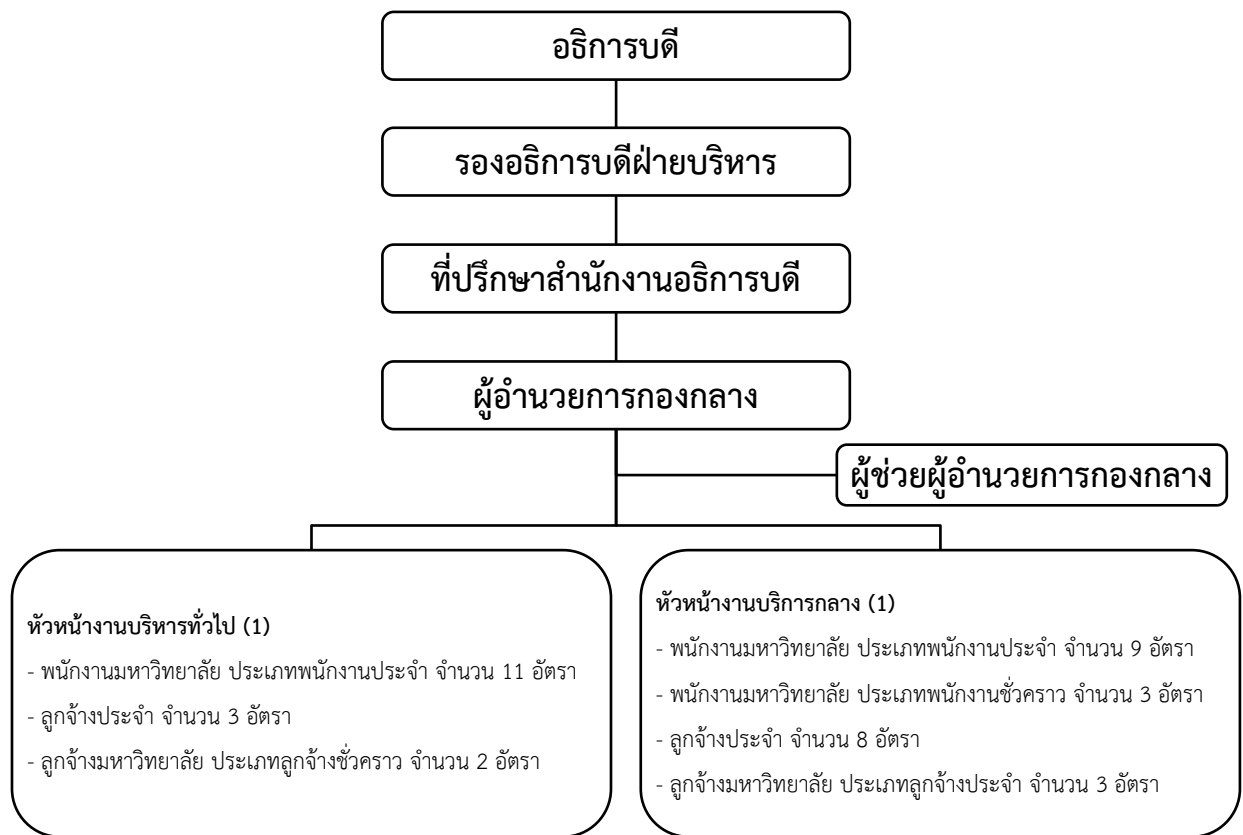 อธิการบดี
รองอธิการบดีฝ่ายบริหาร
ที่ปรึกษาสำนักงานอธิการบดี
ผู้อำนวยการกองกลาง
ผู้ช่วยผู้อำนวยการกองกลาง
หัวหน้างานบริหารทั่วไป (1)
- พนักงานมหาวิทยาลัย ประเภทพนักงานประจำ จำนวน 11 อัตรา
- ลูกจ้างประจำ จำนวน 3 อัตรา
- ลูกจ้างมหาวิทยาลัย ประเภทลูกจ้างชั่วคราว จำนวน 2 อัตรา
หัวหน้างานบริการกลาง (1)
- พนักงานมหาวิทยาลัย ประเภทพนักงานประจำ จำนวน 9 อัตรา
- พนักงานมหาวิทยาลัย ประเภทพนักงานชั่วคราว จำนวน 3 อัตรา
- ลูกจ้างประจำ จำนวน 8 อัตรา
- ลูกจ้างมหาวิทยาลัย ประเภทลูกจ้างประจำ จำนวน 3 อัตรา